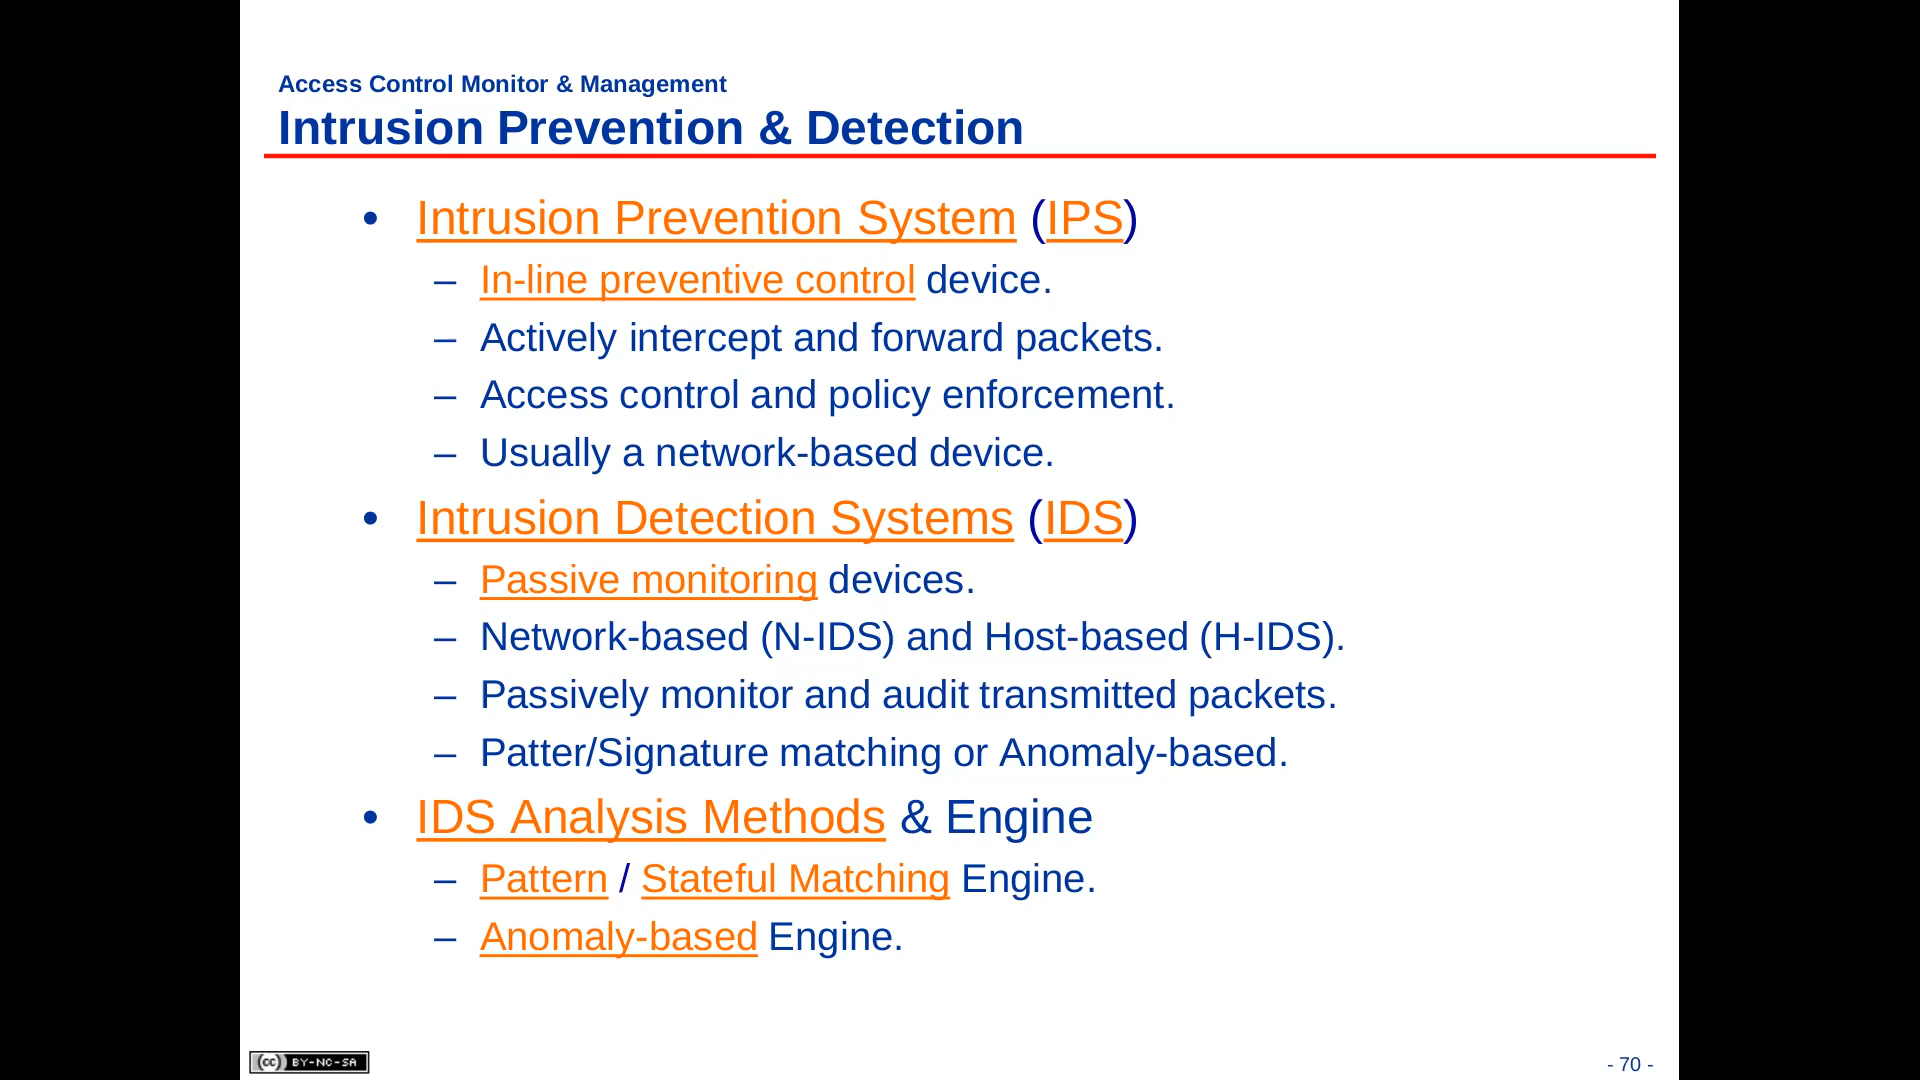 Access Control Monitor & Management
Intrusion Prevention & Detection
• Intrusion Prevention System (IPS)
– In-line preventive control device.
– Actively intercept and forward packets.
– Access control and policy enforcement.
– Usually a network-based device.
• Intrusion Detection Systems (IDS)
– Passive monitoring devices.
– Network-based (N-IDS) and Host-based (H-IDS).
– Passively monitor and audit transmitted packets.
– Patter/Signature matching or Anomaly-based.
• IDS Analysis Methods & Engine
– Pattern / Stateful Matching Engine.
– Anomaly-based Engine.
(cc) BY-NC-SA
- 70 -